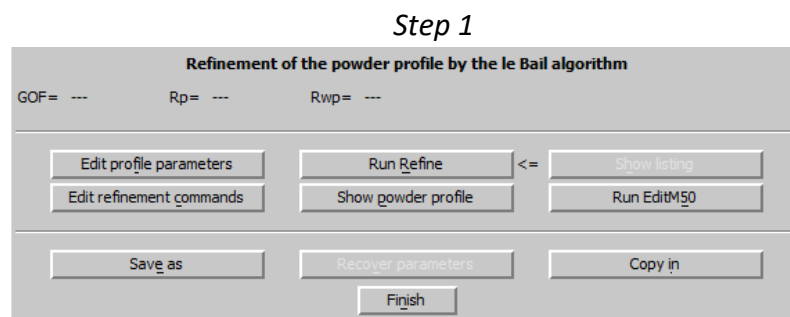 Step 1
Refinement of the powder profile by the le Bail algorithm
GOF= --- Rp= --- Rwp= ---
Edit profile parameters Run Refine <= Show listing
Edit refinement commands Show powder profile Run EditM50
Save as Recover parameters Copy in
Finish